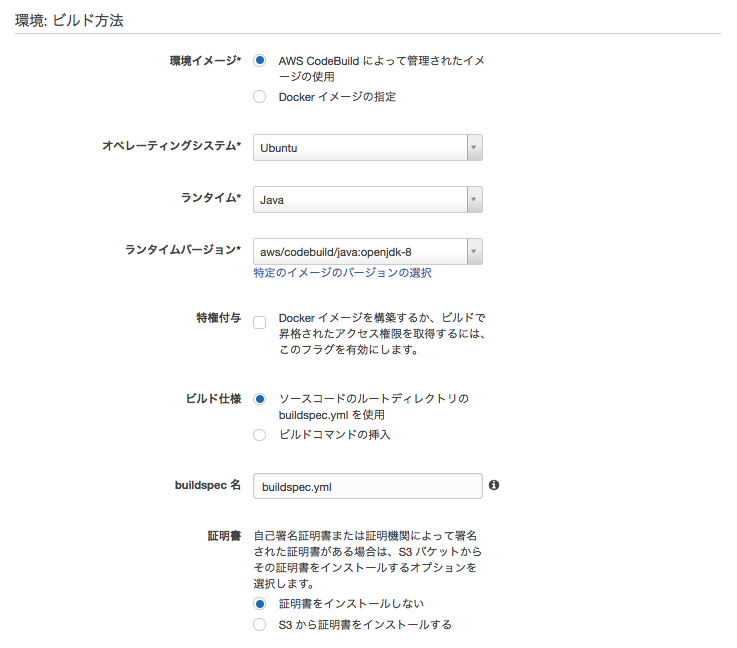 環境: ビルド方法
環境イメージ*
AWS CodeBuild によって管理されたイメ
ージの使用
Docker イメージの指定
オペレーティングシステム*
Ubuntu
ランタイム*
Java
ランタイムバージョン*
aws/codebuild/java:openjdk-8
特定のイメージのバージョンの選択
特権付与
Docker イメージを構築するか、ビルドで
昇格されたアクセス権限を取得するには、
このフラグを有効にします。
ビルド仕様
ソースコードのルートディレクトリの
buildspec.yml を使用
ビルドコマンドの挿入
buildspec 名
buildspec.yml
証明書
自己署名証明書または証明機関によって署名
された証明書がある場合は、S3 バケットから
その証明書をインストールするオプションを
選択します。
証明書をインストールしない
S3 から証明書をインストールする